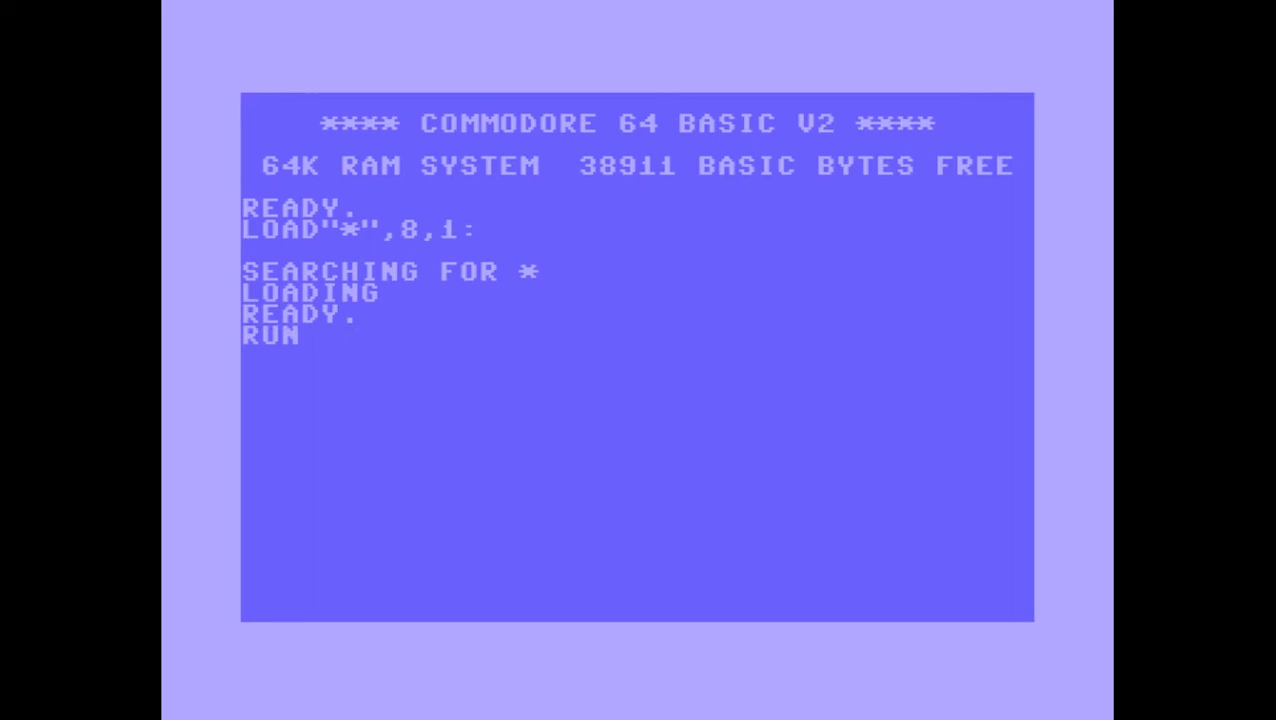 **** COMMODORE 64 BASIC V2 ****
64K RAM SYSTEM  38911 BASIC BYTES FREE
READY.
LOAD"*",8,1:
SEARCHING FOR *
LOADING
READY.
RUN